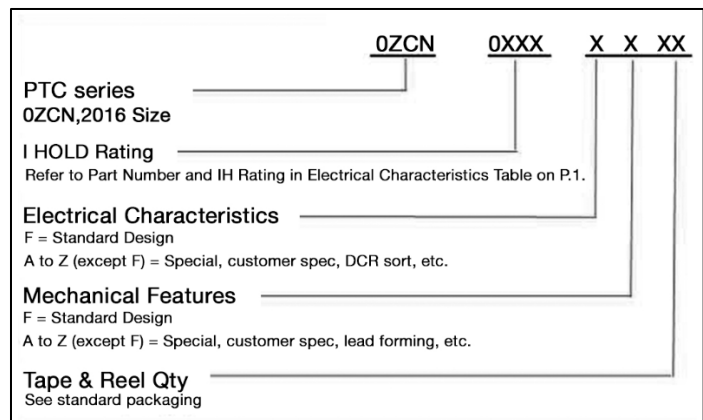 0ZCN 0XXX X X XX
PTC series
0ZCN,2016 Size
I HOLD Rating
Refer to Part Number and IH Rating in Electrical Characteristics Table on P.1.
Electrical Characteristics
F = Standard Design
A to Z (except F) = Special, customer spec, DCR sort, etc.
Mechanical Features
F = Standard Design
A to Z (except F) = Special, customer spec, lead forming, etc.
Tape & Reel Qty
See standard packaging